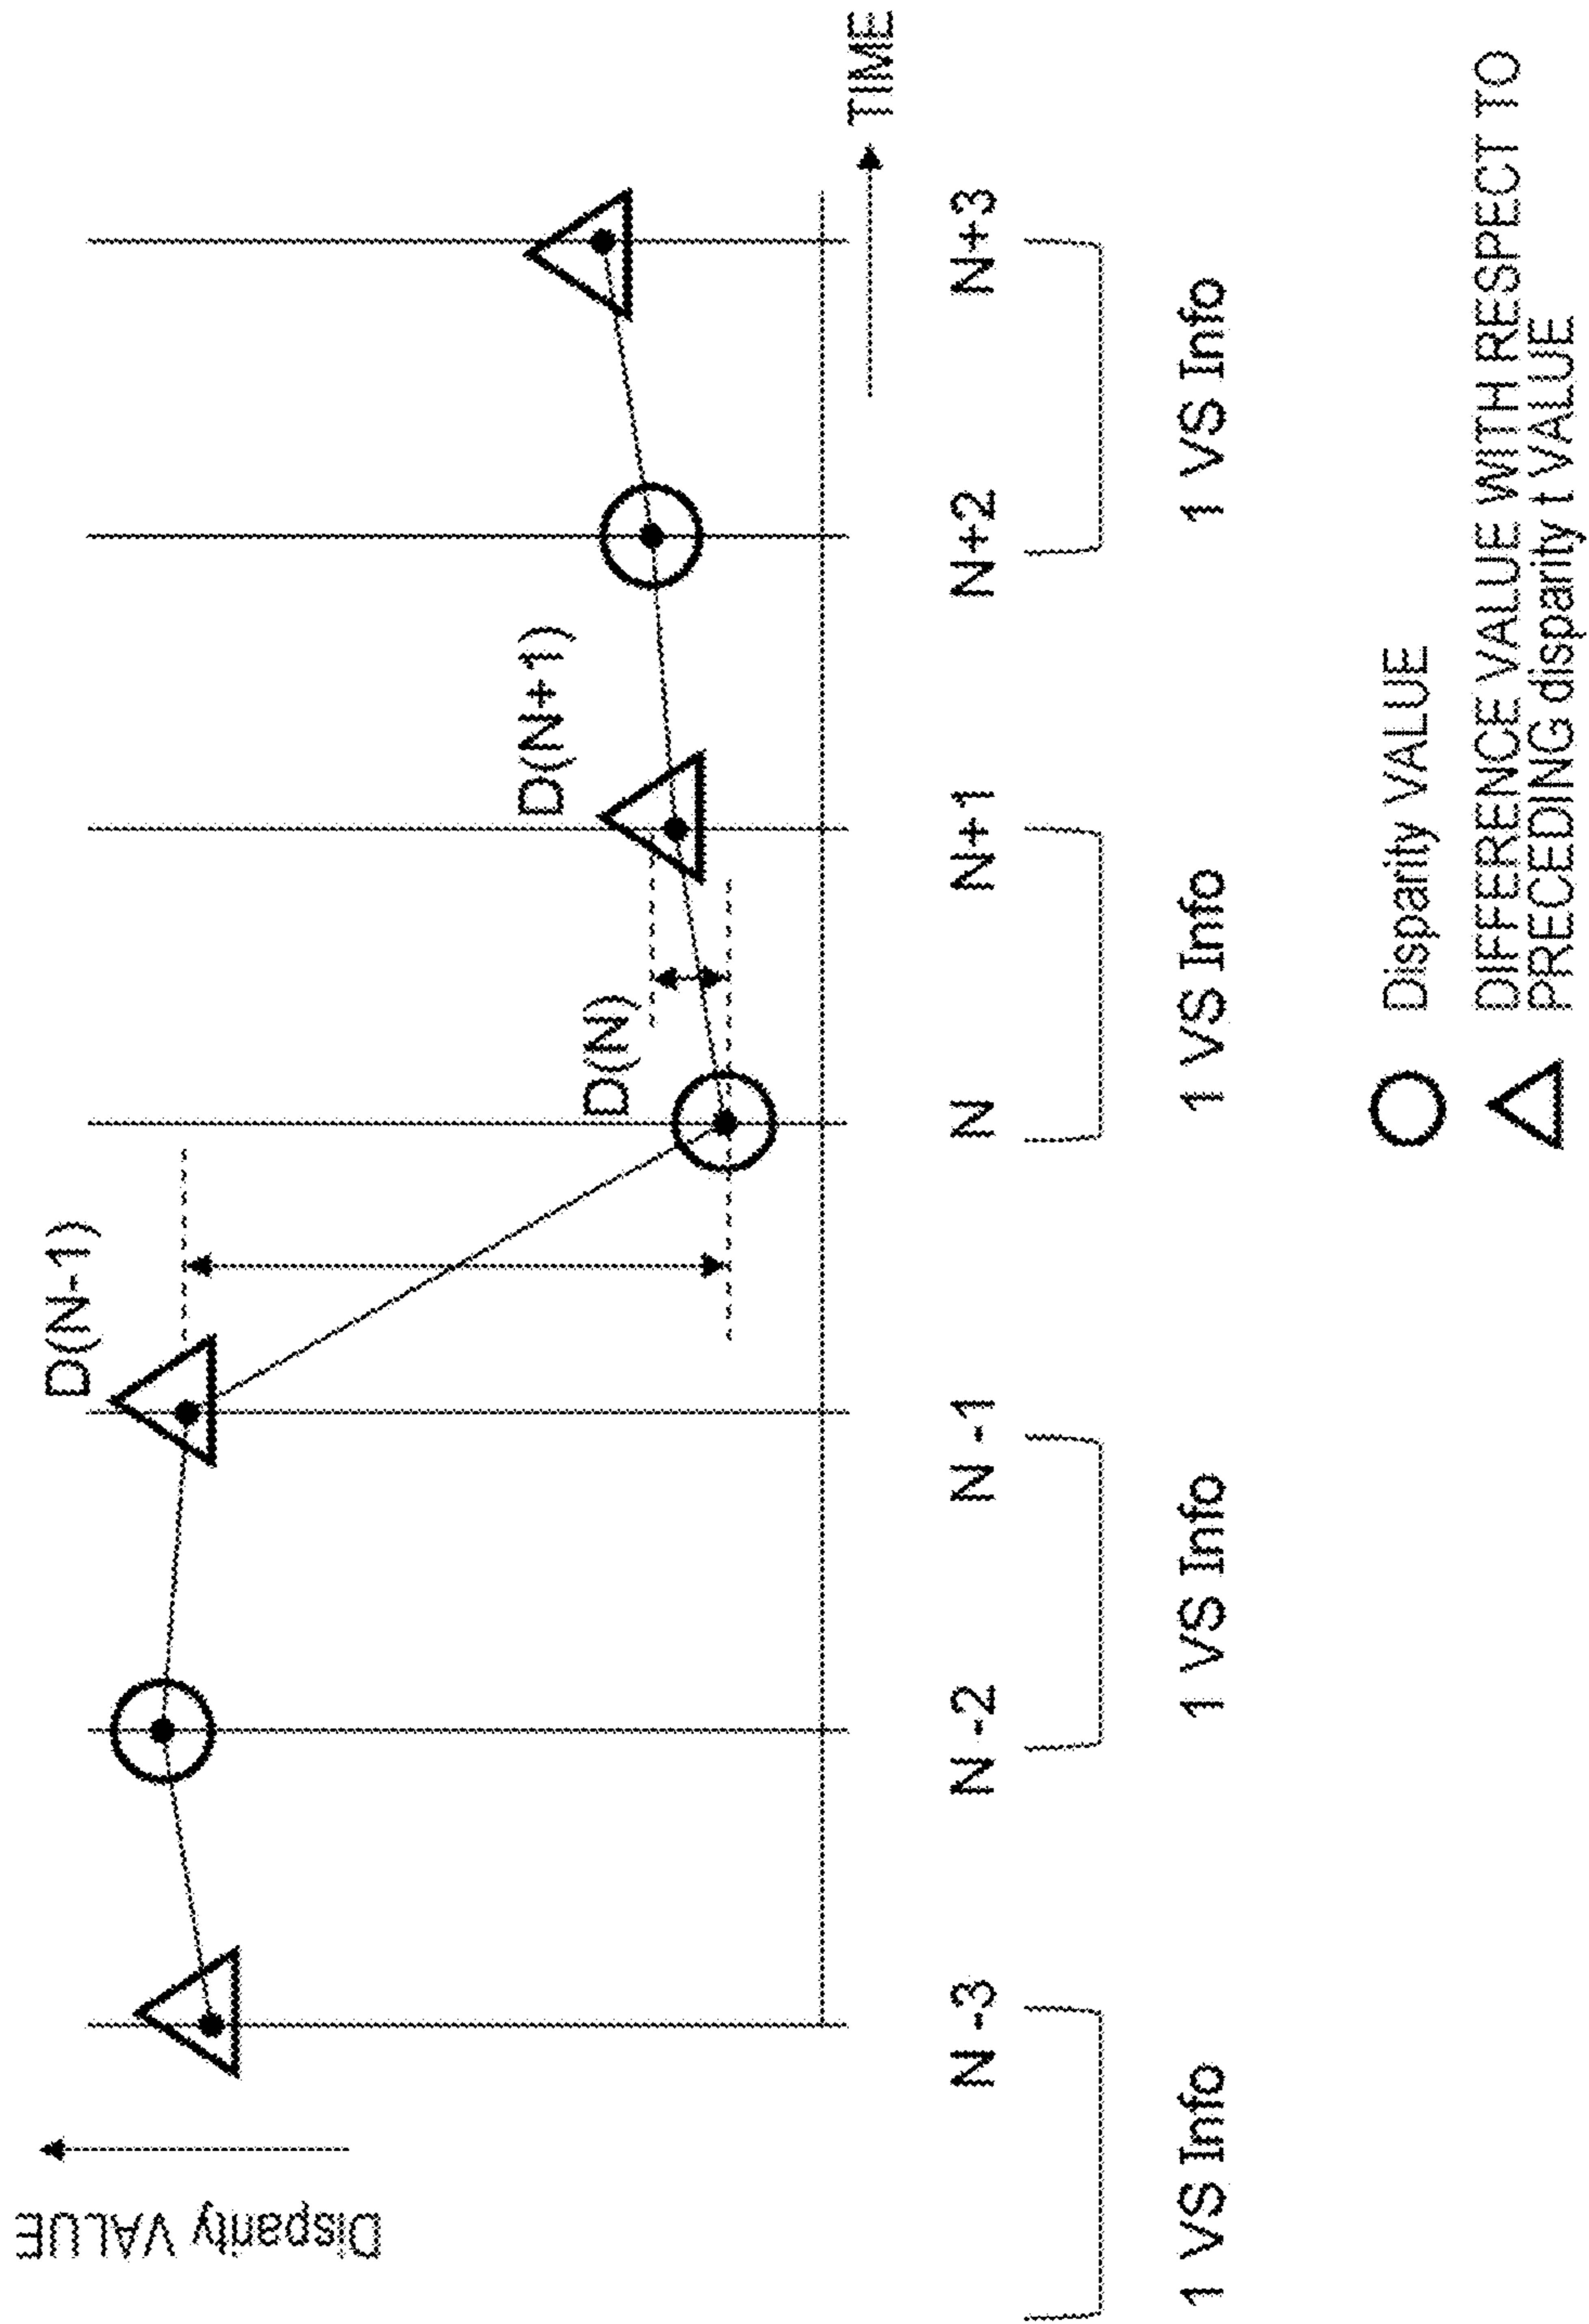 Disparity VALUE
D(N-1)
D(N)
D(N+1)
TIME
N -3
N -2
N -1
N
N+1
N+2
N+3
1 VS Info
1 VS Info
1 VS Info
1 VS Info
Disparity VALUE
DIFFERENCE VALUE WITH RESPECT TO
PRECEDING disparity t VALUE